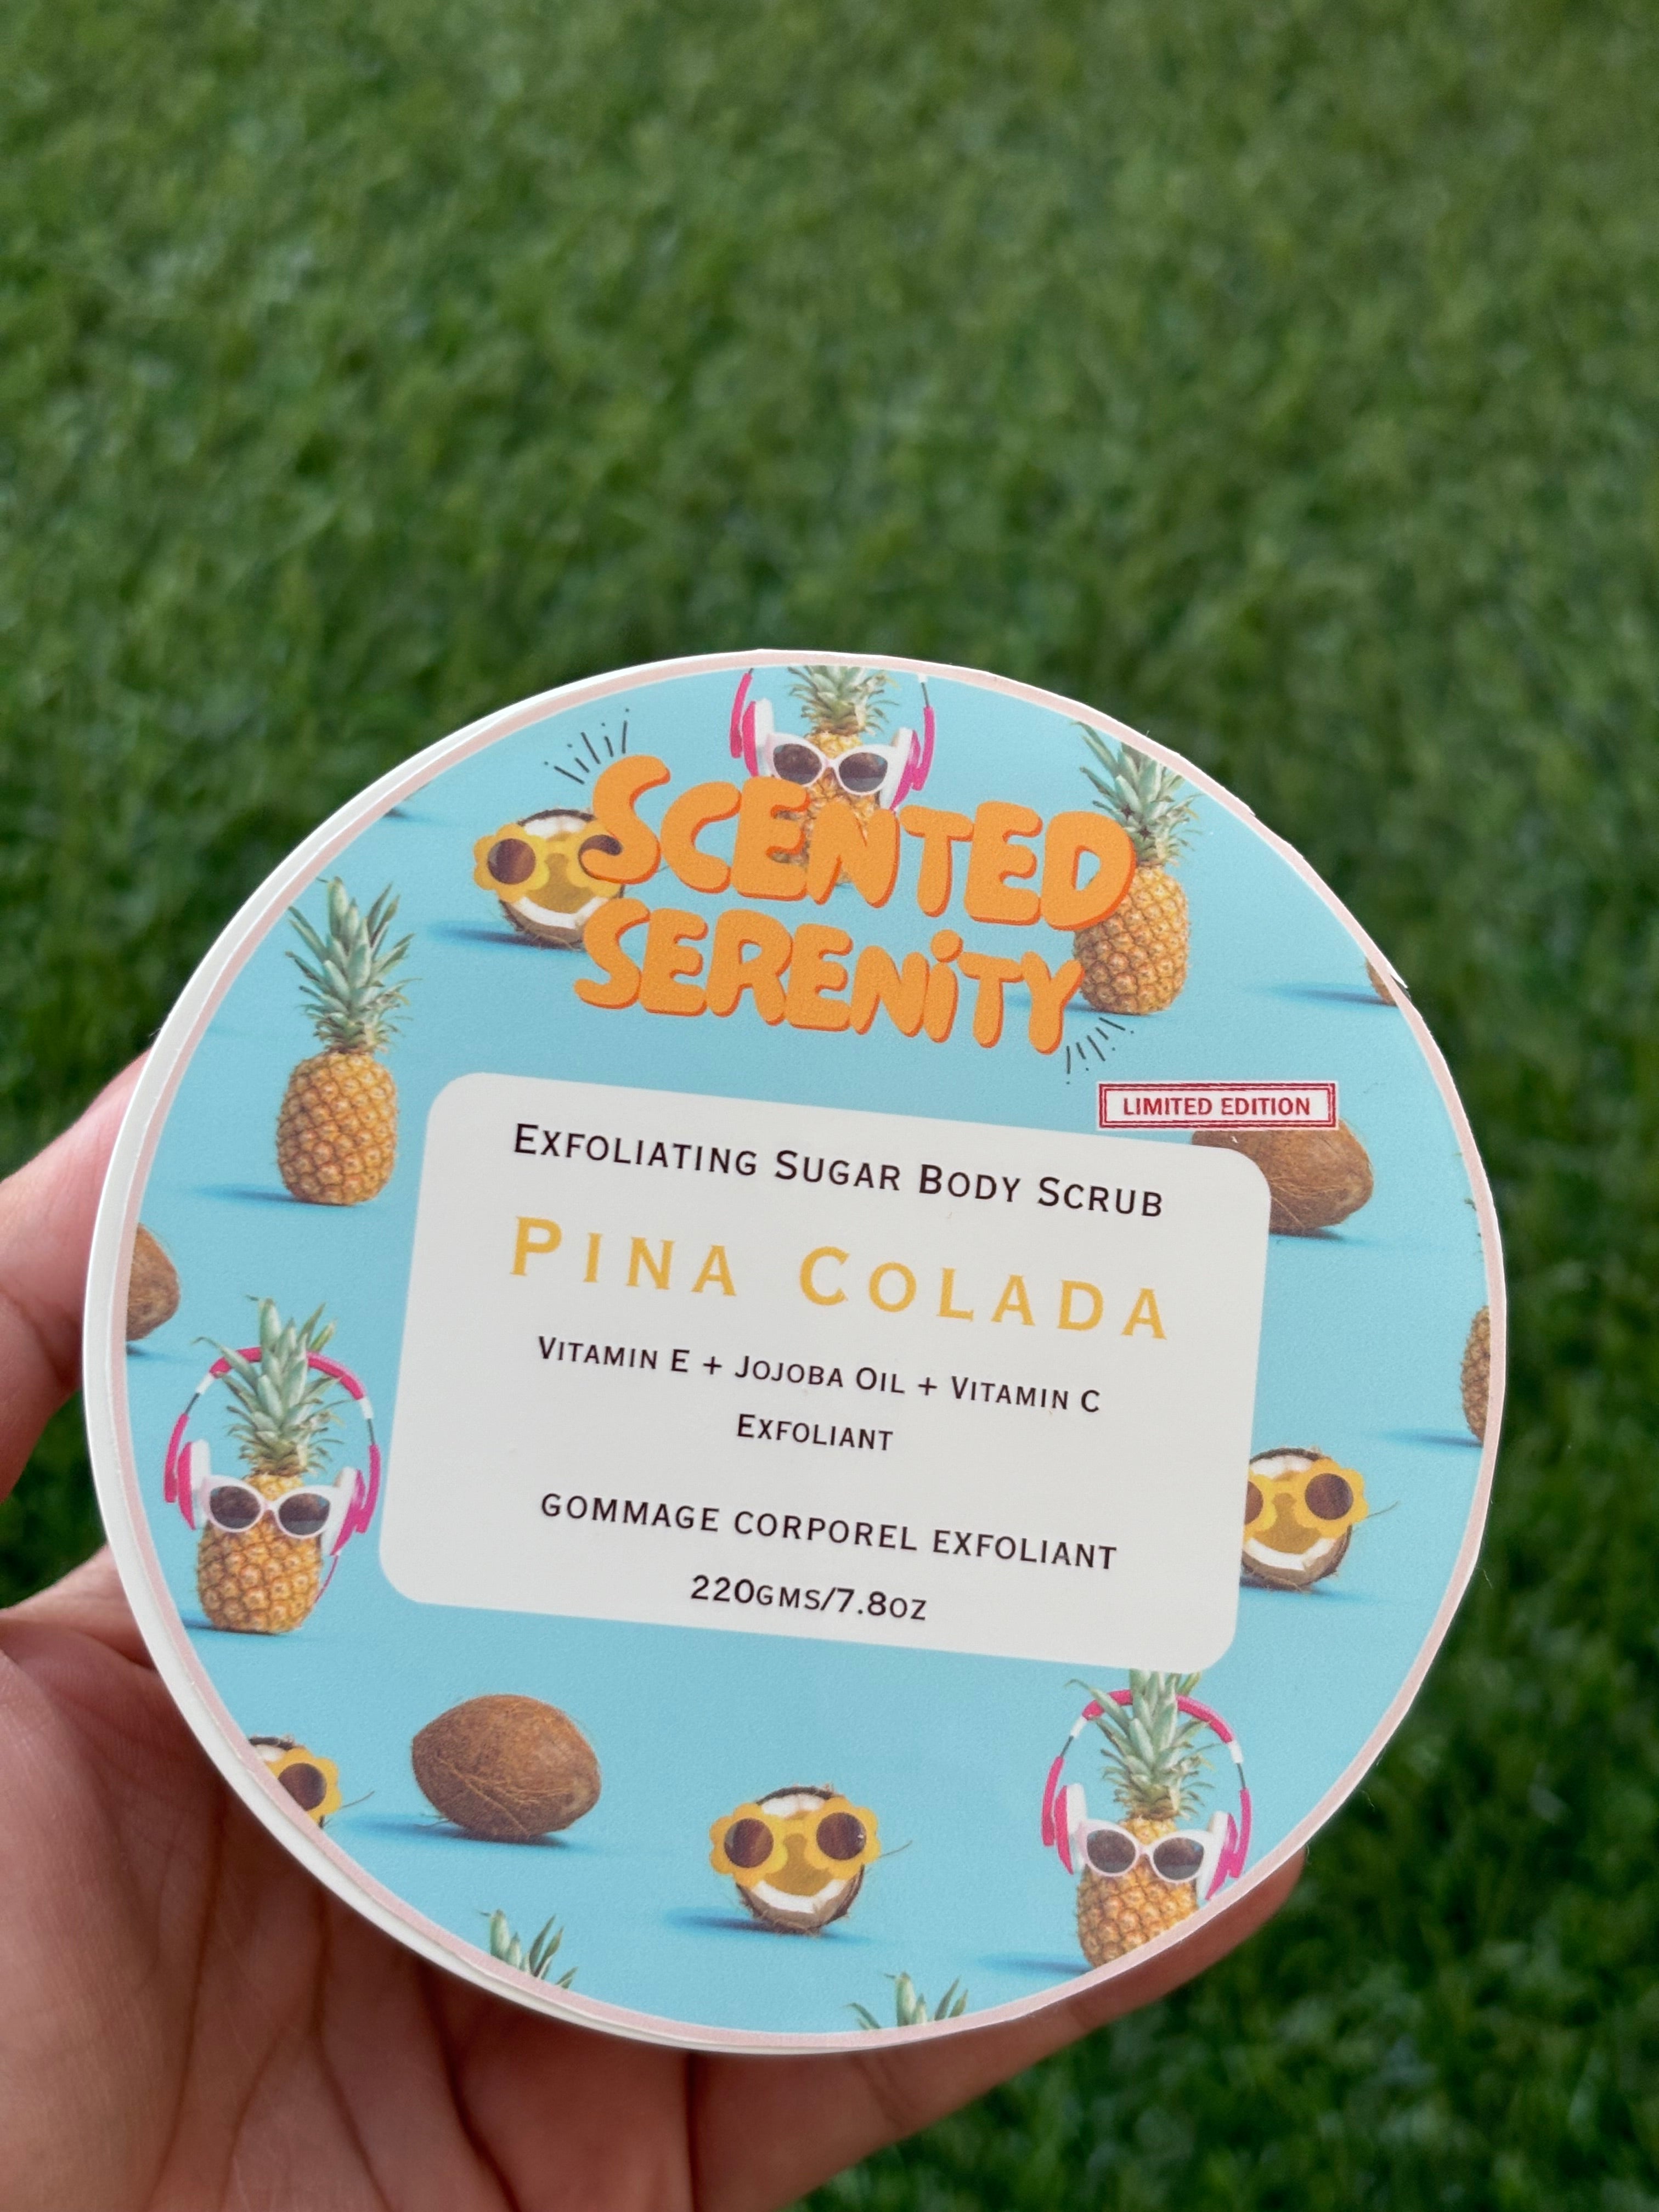 SCENTED
SERENITY
LIMITED EDITION
EXFOLIATING SUGAR BODY SCRUB
PINA COLADA
VITAMIN E + JOJOBA OIL + VITAMIN C
EXFOLIANT
GOMMAGE CORPOREL EXFOLIANT
220GMS/7.8OZ